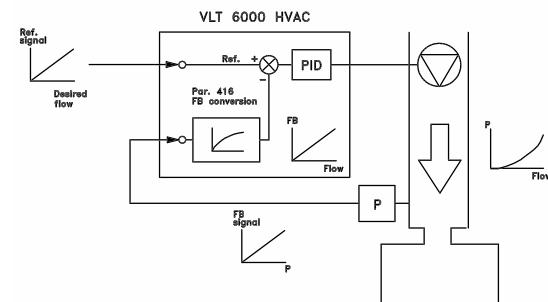 VLT 6000 HVAC
Ref.
signal
Desired
flow
Ref.
+
−
PID
Par. 416
FB conversion
FB
Flow
P
Flow
P
FB
signal
P